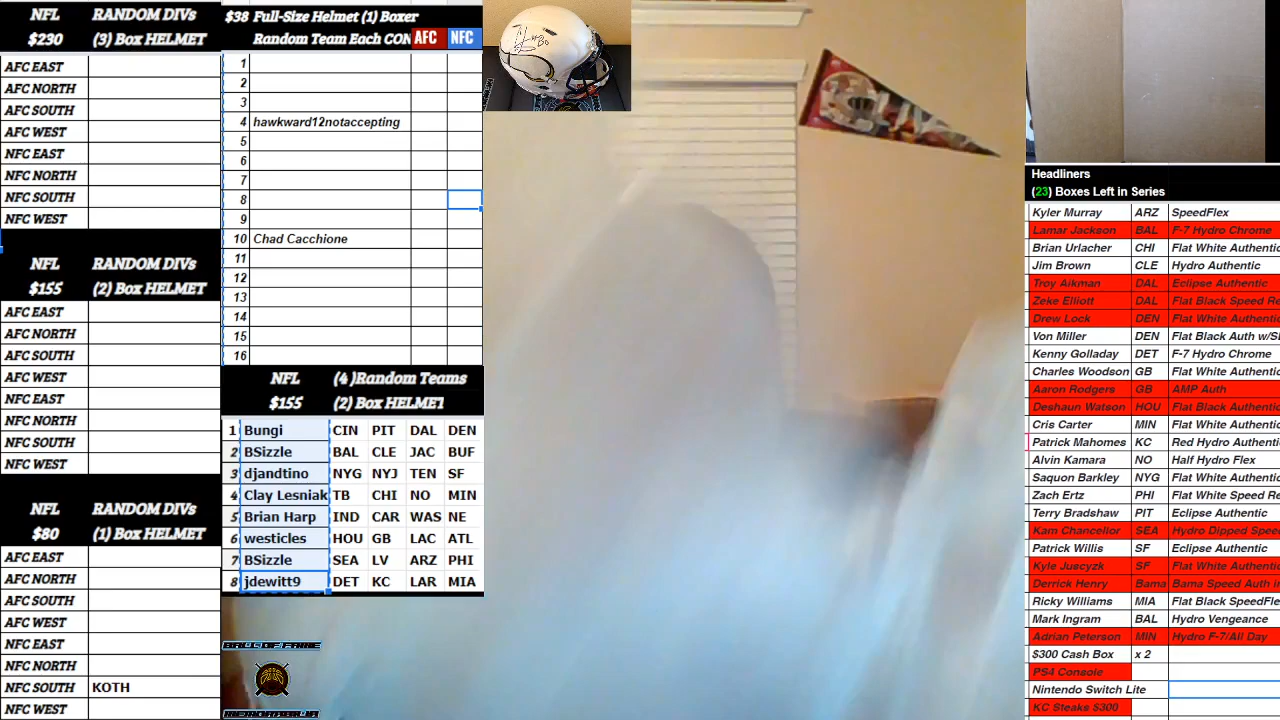 NFL RANDOM DIVs
$230 (3) Box HELMET
AFC EAST
AFC NORTH
AFC SOUTH
AFC WEST
NFC EAST
NFC NORTH
NFC SOUTH
NFC WEST
NFL RANDOM DIVs
$155 (2) Box HELMET
AFC EAST
AFC NORTH
AFC SOUTH
AFC WEST
NFC EAST
NFC NORTH
NFC SOUTH
NFC WEST
NFL RANDOM DIVs
$80 (1) Box HELMET
AFC EAST
AFC NORTH
AFC SOUTH
AFC WEST
NFC EAST
NFC NORTH
NFC SOUTH KOTH
NFC WEST
$38 Full-Size Helmet (1) Boxer
Random Team Each CON AFC NFC
1
2
3
4 hawkward12notaccepting
5
6
7
8
9
10 Chad Cacchione
11
12
13
14
15
16
NFL (4 )Random Teams
$155 (2) Box HELMET
1 Bungi CIN PIT DAL DEN
2 BSizzle BAL CLE JAC BUF
3 djandtino NYG NYJ TEN SF
4 Clay Lesniak TB CHI NO MIN
5 Brian Harp IND CAR WAS NE
6 westicles HOU GB LAC ATL
7 BSizzle SEA LV ARZ PHI
8 jdewitt9 DET KC LAR MIA
Headliners
(23) Boxes Left in Series
Kyler Murray ARZ SpeedFlex
Lamar Jackson BAL F-7 Hydro Chrome
Brian Urlacher CHI Flat White Authentic
Jim Brown CLE Hydro Authentic
Troy Aikman DAL Eclipse Authentic
Zeke Elliott DAL Flat Black Speed Re
Drew Lock DEN Flat White Authentic
Von Miller DEN Flat Black Auth w/S
Kenny Golladay DET F-7 Hydro Chrome
Charles Woodson GB Flat White Authentic
Aaron Rodgers GB AMP Auth
Deshaun Watson HOU Flat Black Authentic
Cris Carter MIN Flat White Authentic
Patrick Mahomes KC Red Hydro Authentic
Alvin Kamara NO Half Hydro Flex
Saquon Barkley NYG Flat White Authentic
Zach Ertz PHI Flat White Speed Re
Terry Bradshaw PIT Eclipse Authentic
Kam Chancellor SEA Hydro Dipped Speed
Patrick Willis SF Eclipse Authentic
Kyle Juscyzk SF Flat White Authentic
Derrick Henry Bama Bama Speed Auth
Ricky Williams MIA Flat Black SpeedFle
Mark Ingram BAL Hydro Vengeance
Adrian Peterson MIN Hydro F-7/All Day
$300 Cash Box x 2
PS4 Console
Nintendo Switch Lite
KC Steaks $300